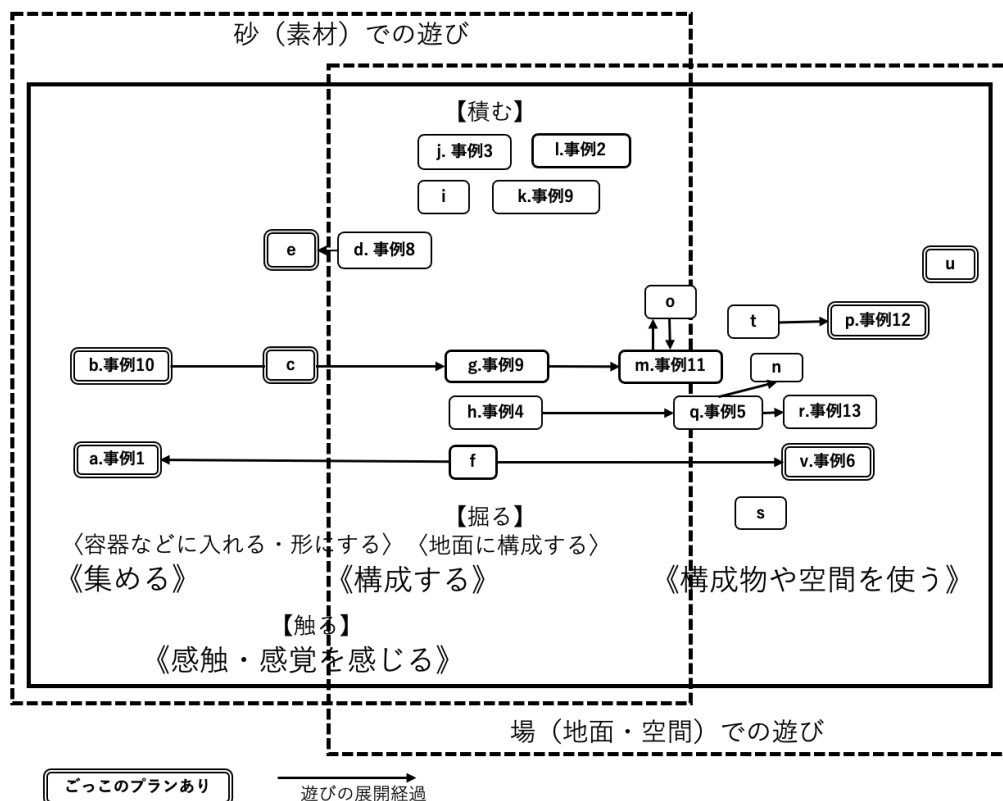 砂（素材）での遊び
【積む】
j. 事例3
l.事例2
i
k.事例9
e
d. 事例8
u
o
t
p.事例12
b.事例10
c
g.事例9
m.事例11
n
h.事例4
q.事例5
r.事例13
a.事例1
f
v.事例6
s
【掘る】
〈容器などに入れる・形にする〉〈地面に構成する〉
《集める》
《構成する》
《構成物や空間を使う》
【触る】
《感触・感覚を感じる》
場（地面・空間）での遊び
ごっこのプランあり
遊びの展開経過